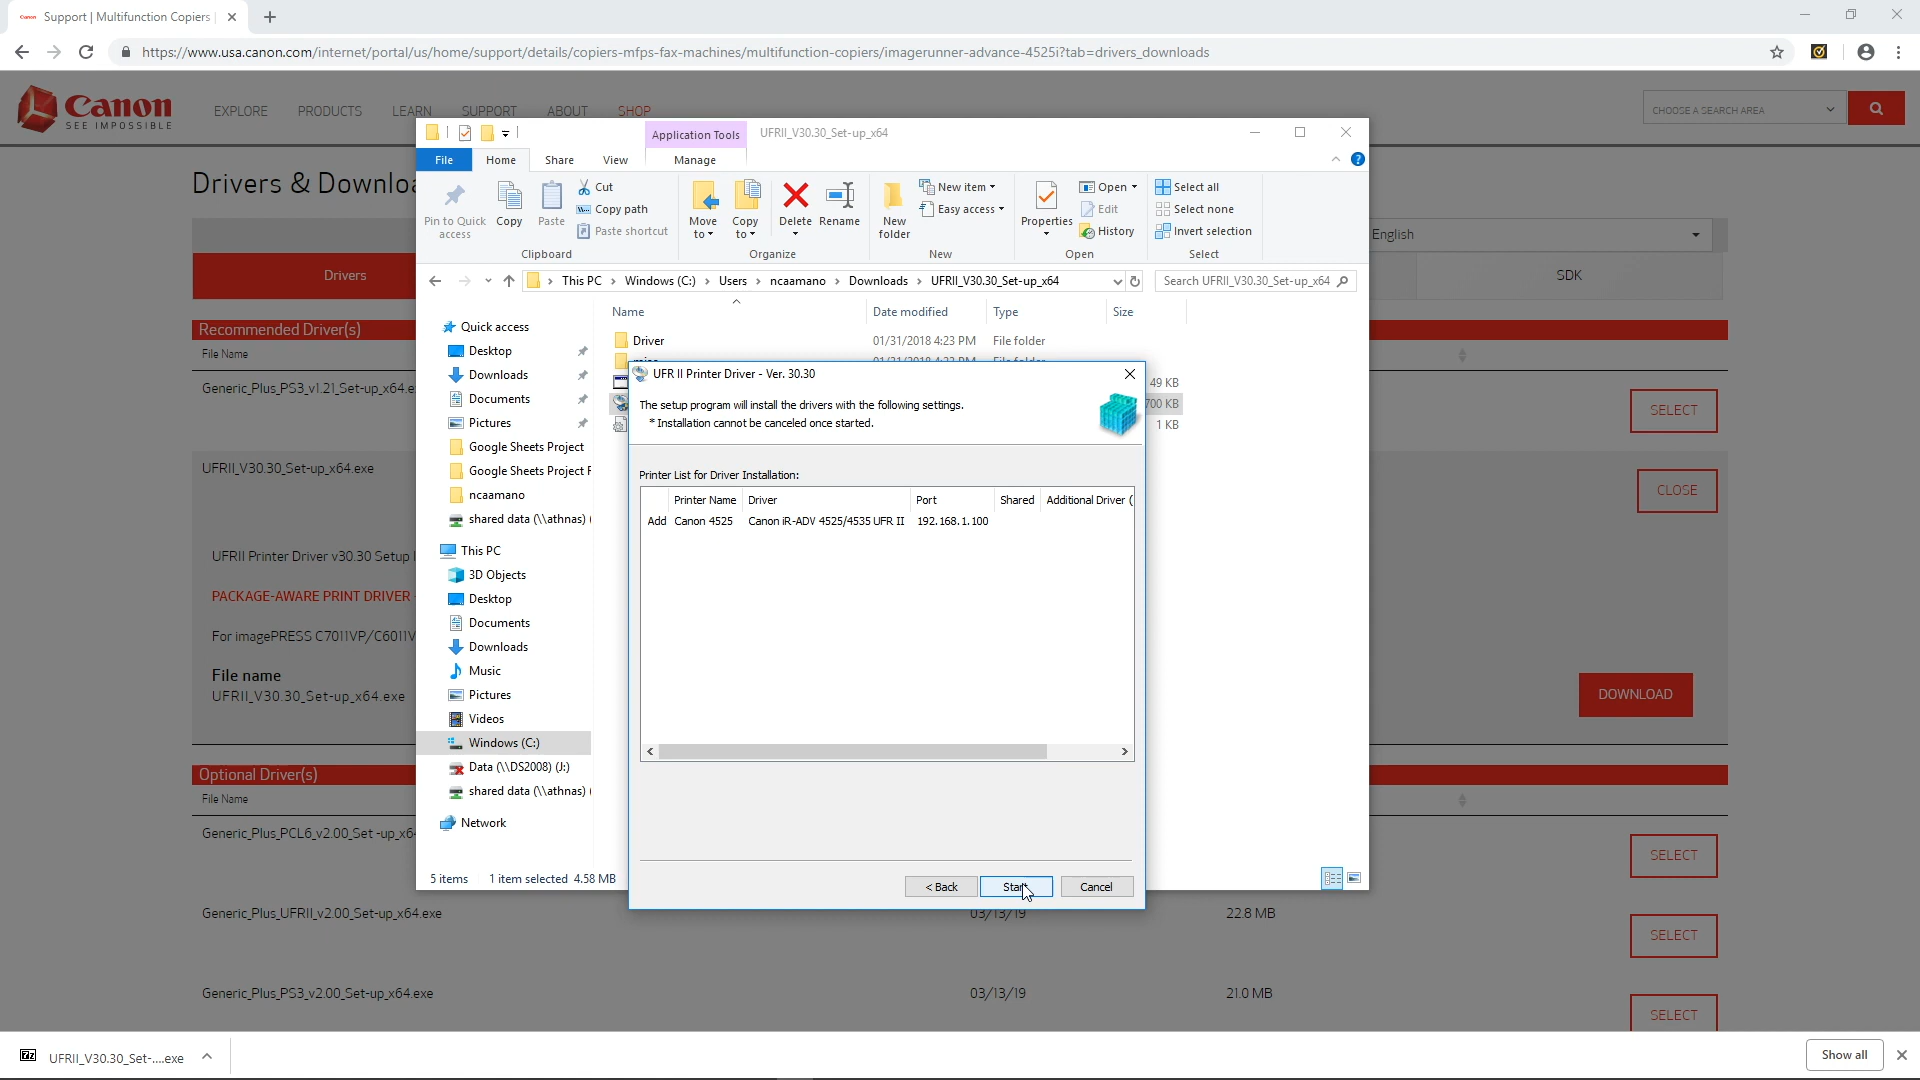 Canon Support | Multifunction Copiers
https://www.usa.canon.com/internet/portal/us/home/support/details/copiers-mfps-fax-machines/multifunction-copiers/imagerunner-advance-4525i?tab=drivers_downloads
Canon
SEE IMPOSSIBLE
EXPLORE PRODUCTS LEARN SUPPORT ABOUT SHOP
CHOOSE A SEARCH AREA
Drivers & Downloa
English
Drivers
SDK
Recommended Driver(s)
File Name
Generic_Plus_PS3_v1.21_Set-up_x64.e
SELECT
UFRII_V30.30_Set-up_x64.exe
CLOSE
UFRII Printer Driver v30.30 Setup
PACKAGE-AWARE PRINT DRIVER
For imagePRESS C7011VP/C6011V
File name
UFRII_V30.30_Set-up_x64.exe
DOWNLOAD
Optional Driver(s)
File Name
Generic_Plus_PCL6_v2.00_Set-up_x6
SELECT
Generic_Plus_UFRII_v2.00_Set-up_x64.exe 03/13/19 22.8 MB
SELECT
Generic_Plus_PS3_v2.00_Set-up_x64.exe 03/13/19 21.0 MB
SELECT
Application Tools UFRII_V30.30_Set-up_x64
File Home Share View Manage
Pin to Quick access
Copy
Paste
Cut
Copy path
Paste shortcut
Clipboard
Move to
Copy to
Delete
Rename
Organize
New folder
New item
Easy access
New
Properties
Open
Edit
History
Open
Select all
Select none
Invert selection
Select
This PC > Windows (C:) > Users > ncaamano > Downloads > UFRII_V30.30_Set-up_x64
Search UFRII_V30.30_Set-up_x64
Name Date modified Type Size
Quick access
Desktop
Downloads
Documents
Pictures
Google Sheets Project
Google Sheets Project F
ncaamano
shared data (\\athnas) (
This PC
3D Objects
Desktop
Documents
Downloads
Music
Pictures
Videos
Windows (C:)
Data (\\DS2008) (J:)
shared data (\\athnas) (
Network
Driver 01/31/2018 4:23 PM File folder
49 KB
700 KB
1 KB
5 items 1 item selected 4.58 MB
UFR II Printer Driver - Ver. 30.30
The setup program will install the drivers with the following settings.
* Installation cannot be canceled once started.
Printer List for Driver Installation:
Printer Name Driver Port Shared Additional Driver (
Add Canon 4525 Canon iR-ADV 4525/4535 UFR II 192.168.1.100
< Back
Start
Cancel
UFRII_V30.30_Set-....exe
Show all